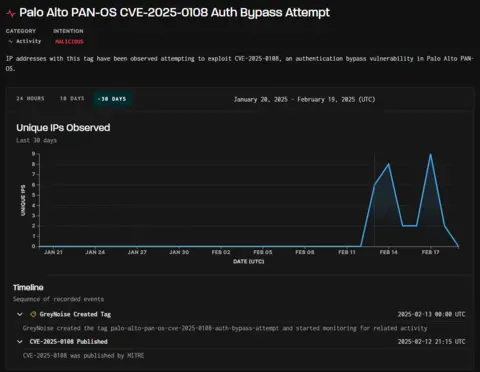 Palo Alto PAN-OS CVE-2025-0108 Auth Bypass Attempt
CATEGORY INTENTION
Activity MALICIOUS
IP addresses with this tag have been observed attempting to exploit CVE-2025-0108, an authentication bypass vulnerability in Palo Alto PAN-
OS.
24 HOURS 10 DAYS 30 DAYS January 20, 2025 - February 19, 2025 (UTC)
Unique IPs Observed
Last 30 days
9
8
7
6
5
4
3
2
1
0
UNIQUE IPS
JAN 21 JAN 24 JAN 27 JAN 30 FEB 02 FEB 05 FEB 08 FEB 11 FEB 14 FEB 17
DATE (UTC)
Timeline
Sequence of recorded events
GreyNoise Created Tag 2025-02-13 00:00 UTC
GreyNoise created the tag palo-alto-pan-os-cve-2025-0108-auth-bypass-attempt and started monitoring for related activity
CVE-2025-0108 Published 2025-02-12 21:15 UTC
CVE-2025-0108 was published by MITRE